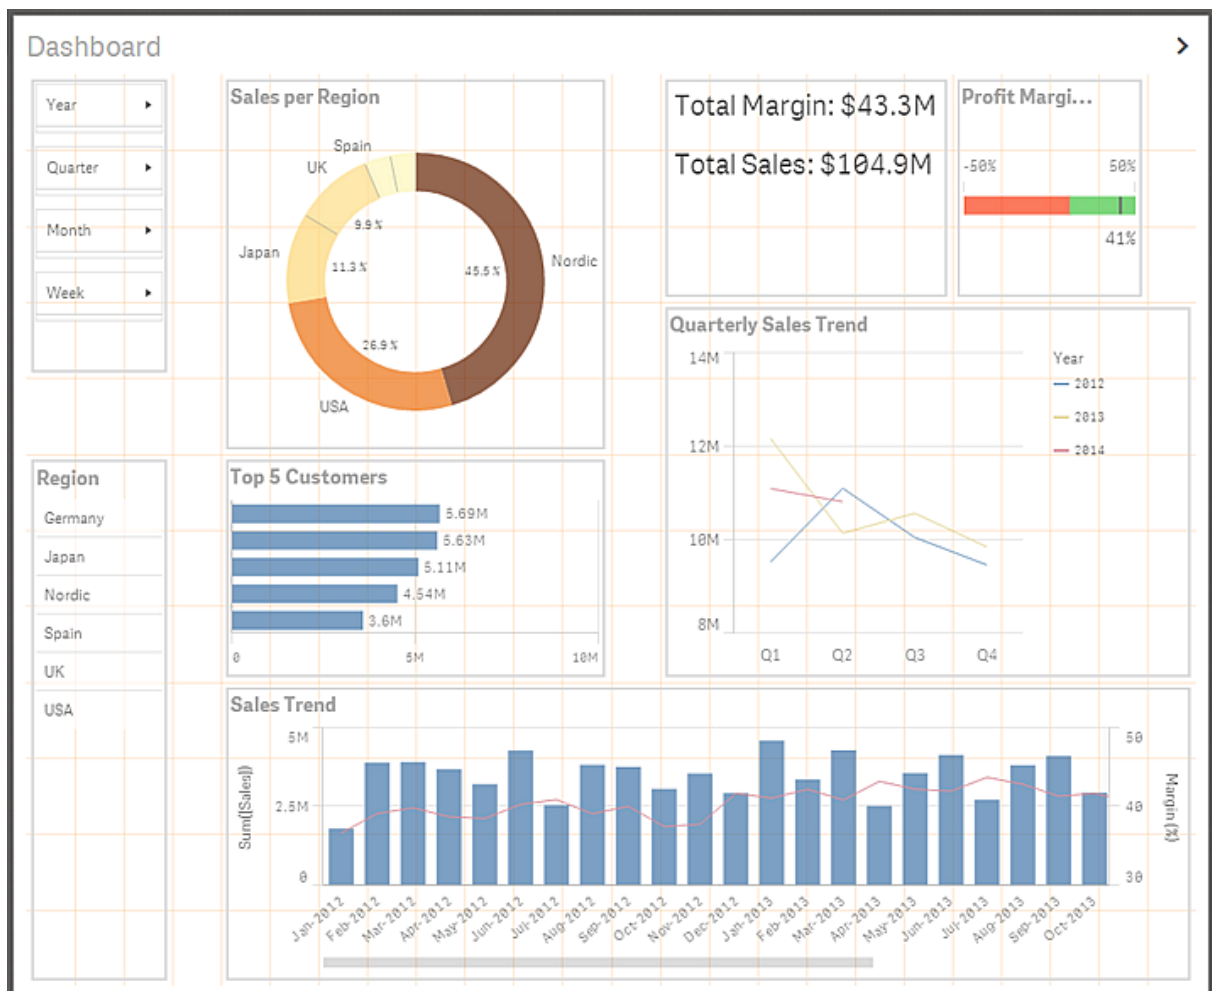 Dashboard
Year
Quarter
Month
Week
Sales per Region
Spain
UK
Japan
Nordic
USA
9.9%
11.3%
45.5%
26.9%
Total Margin: $43.3M
Total Sales: $104.9M
Profit Margi...
-50%
50%
41%
Quarterly Sales Trend
14M
12M
10M
8M
Q1
Q2
Q3
Q4
Year
2012
2013
2014
Region
Germany
Japan
Nordic
Spain
UK
USA
Top 5 Customers
5.69M
5.63M
5.11M
4.54M
3.6M
0
5M
10M
Sales Trend
5M
2.5M
0
Sum([Sales])
50
40
30
Margin (%)
Jan-2012
Feb-2012
Mar-2012
Apr-2012
May-2012
Jun-2012
Jul-2012
Aug-2012
Sep-2012
Oct-2012
Nov-2012
Dec-2012
Jan-2013
Feb-2013
Mar-2013
Apr-2013
May-2013
Jun-2013
Jul-2013
Aug-2013
Sep-2013
Oct-2013